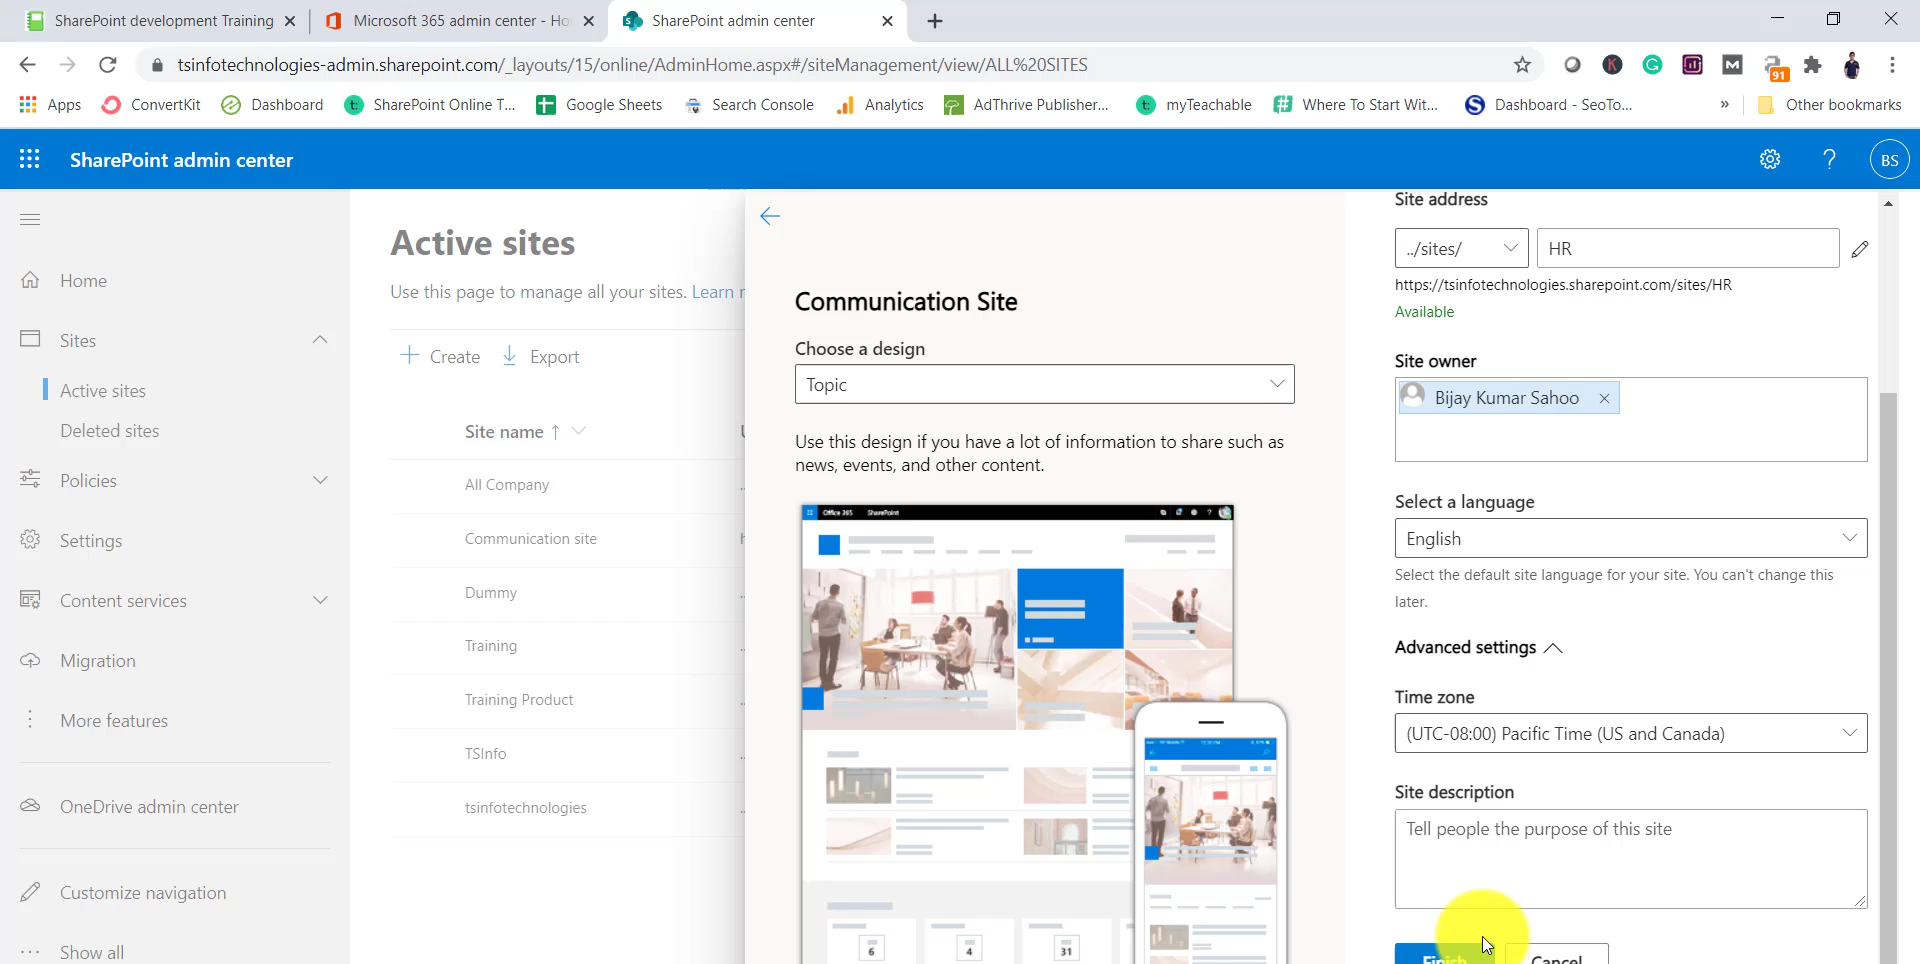 SharePoint development Training
Microsoft 365 admin center - Ho
SharePoint admin center
tsinfotechnologies-admin.sharepoint.com/_layouts/15/online/AdminHome.aspx#/siteManagement/view/ALL%20SITES
91
Apps
ConvertKit
Dashboard
SharePoint Online T...
Google Sheets
Search Console
Analytics
AdThrive Publisher...
myTeachable
Where To Start Wit...
Dashboard - SeoTo...
»
Other bookmarks
SharePoint admin center
?
BS
Home
Sites
Active sites
Deleted sites
Policies
Settings
Content services
Migration
More features
OneDrive admin center
Customize navigation
Show all
Active sites
Use this page to manage all your sites. Learn
Create
Export
Site name ↑
All Company
Communication site
Dummy
Training
Training Product
TSInfo
tsinfotechnologies
Communication Site
Choose a design
Topic
Use this design if you have a lot of information to share such as
news, events, and other content.
Office 365 SharePoint
6
4
31
Site address
../sites/
HR
https://tsinfotechnologies.sharepoint.com/sites/HR
Available
Site owner
Bijay Kumar Sahoo
Select a language
English
Select the default site language for your site. You can't change this
later.
Advanced settings
Time zone
(UTC-08:00) Pacific Time (US and Canada)
Site description
Tell people the purpose of this site
Finish
Cancel